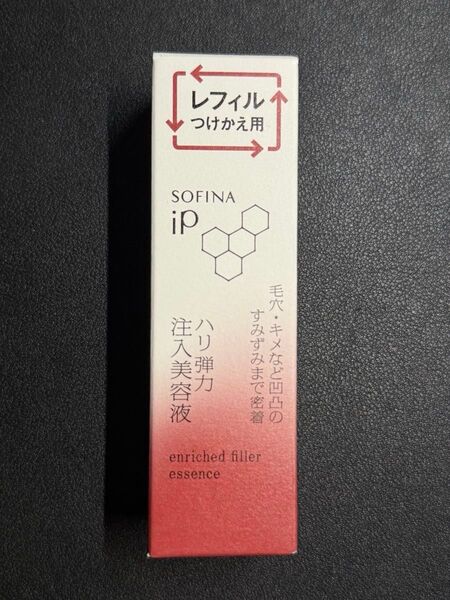 レフィル
つけかえ用
SOFINA
iP
毛穴・キメなど凹凸の
すみずみまで密着
ハリ弾力
注入美容液
enriched filler
essence